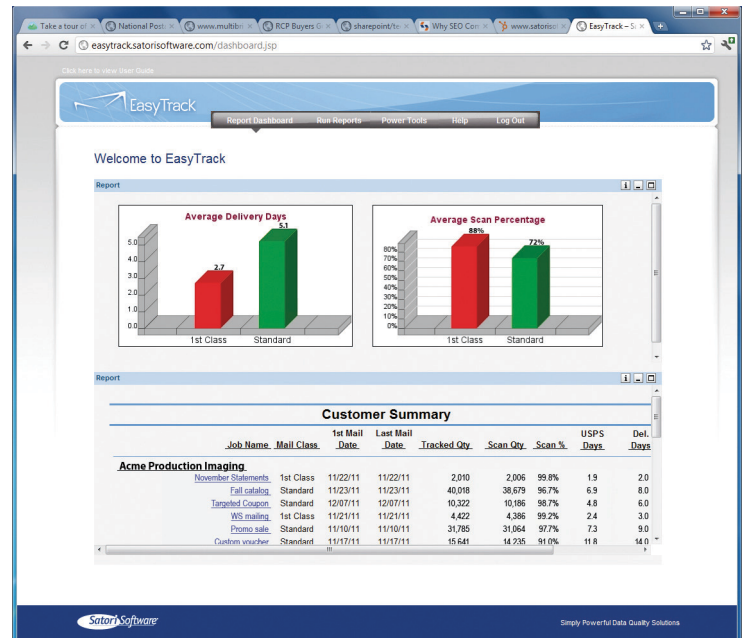 Take a tour of
National Posti
www.multibri
RCP Buyers G
sharepoint/te
Why SEO Con
www.satorisof
EasyTrack – S
easytrack.satorisoftware.com/dashboard.jsp
Click here to view User Guide
EasyTrack
Report Dashboard Run Reports Power Tools Help Log Out
Welcome to EasyTrack
Report
Average Delivery Days
5.1
2.7
5.0
4.0
3.0
2.0
1.0
0.0
1st Class Standard
Average Scan Percentage
88%
72%
80%
70%
60%
50%
40%
30%
20%
10%
0%
1st Class Standard
Report
Customer Summary
1st Mail Last Mail USPS Del.
Job Name Mail Class Date Date Tracked Qty Scan Qty Scan % Days Days
Acme Production Imaging
November Statements 1st Class 11/22/11 11/22/11 2,010 2,006 99.8% 1.9 2.0
Fall catalog Standard 11/23/11 11/23/11 40,018 38,679 96.7% 6.9 8.0
Targeted Coupon Standard 12/07/11 12/07/11 10,322 10,186 98.7% 4.8 6.0
WS mailing 1st Class 11/21/11 11/21/11 4,422 4,386 99.2% 2.4 3.0
Promo sale Standard 11/10/11 11/10/11 31,785 31,064 97.7% 7.3 9.0
Custom voucher Standard 11/17/11 11/17/11 15,641 14,235 91.0% 11.8 14.0
Satori Software
Simply Powerful Data Quality Solutions